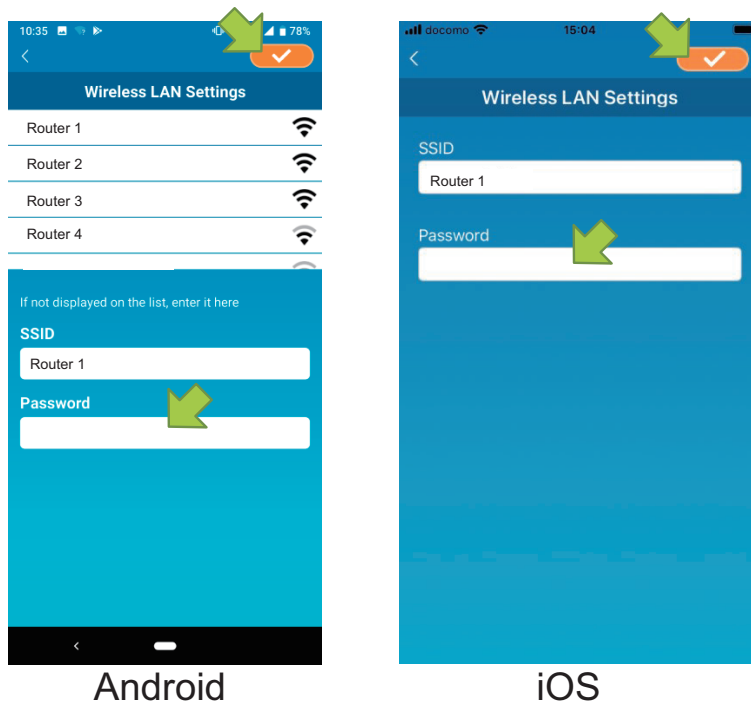 10:35 78%
Wireless LAN Settings
Router 1
Router 2
Router 3
Router 4
If not displayed on the list, enter it here
SSID
Router 1
Password
Android
docomo 15:04
Wireless LAN Settings
SSID
Router 1
Password
iOS